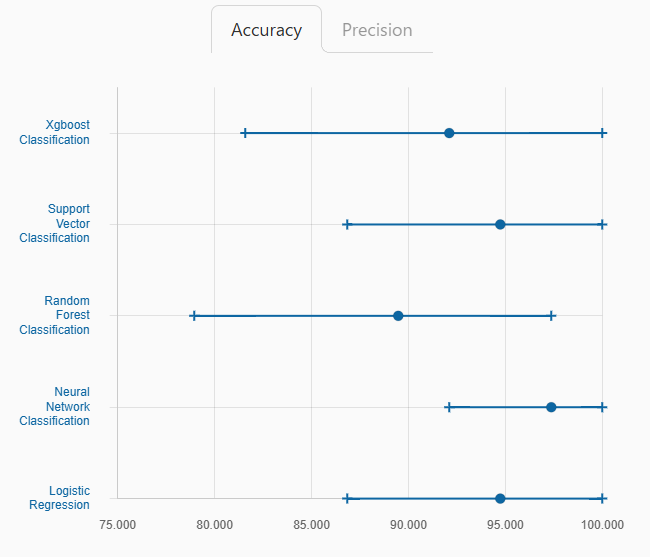 Accuracy
Precision
Xgboost
Classification
Support
Vector
Classification
Random
Forest
Classification
Neural
Network
Classification
Logistic
Regression
75.000 80.000 85.000 90.000 95.000 100.000